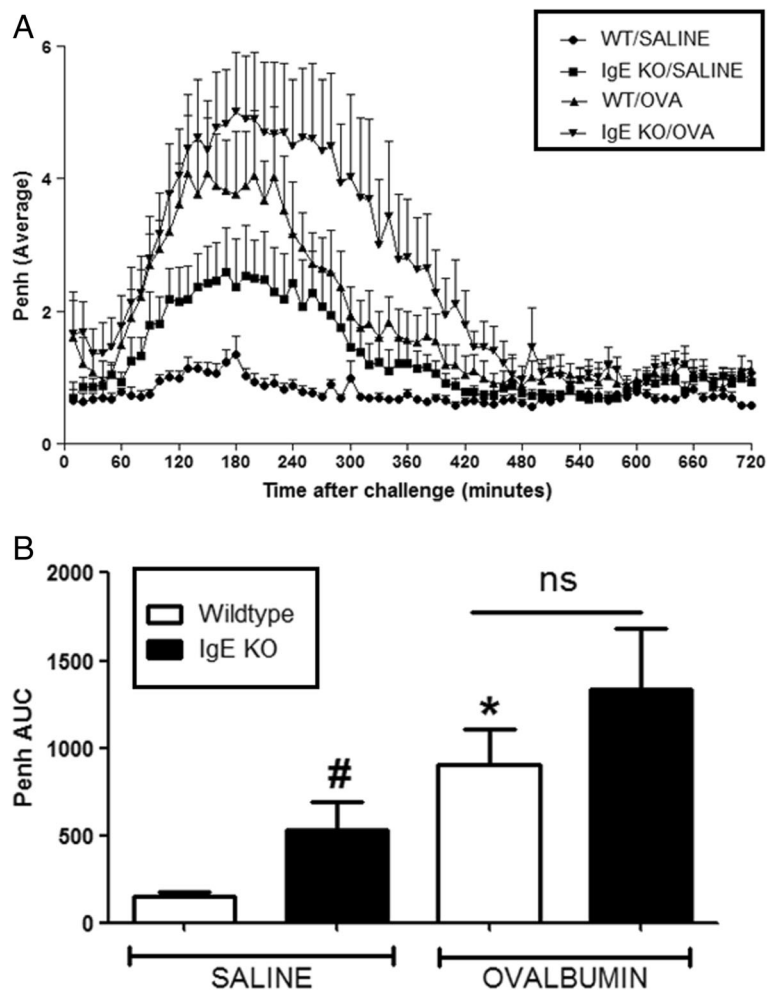 A
WT/SALINE
IgE KO/SALINE
WT/OVA
IgE KO/OVA
Penh (Average)
6
4
2
0
0 60 120 180 240 300 360 420 480 540 600 660 720
Time after challenge (minutes)
B
Wildtype
IgE KO
ns
Penh AUC
2000
1500
1000
500
0
#
*
SALINE OVALBUMIN